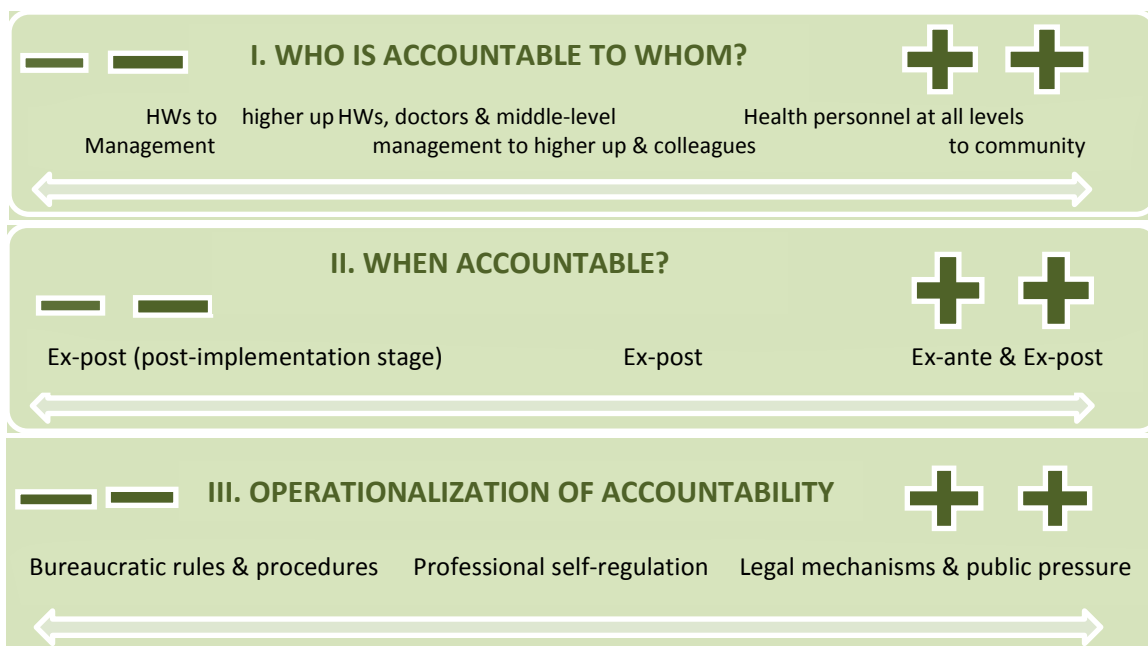 I. WHO IS ACCOUNTABLE TO WHOM?
HWs to higher up HWs, doctors & middle-level Health personnel at all levels
Management management to higher up & colleagues to community
II. WHEN ACCOUNTABLE?
Ex-post (post-implementation stage) Ex-post Ex-ante & Ex-post
III. OPERATIONALIZATION OF ACCOUNTABILITY
Bureaucratic rules & procedures Professional self-regulation Legal mechanisms & public pressure